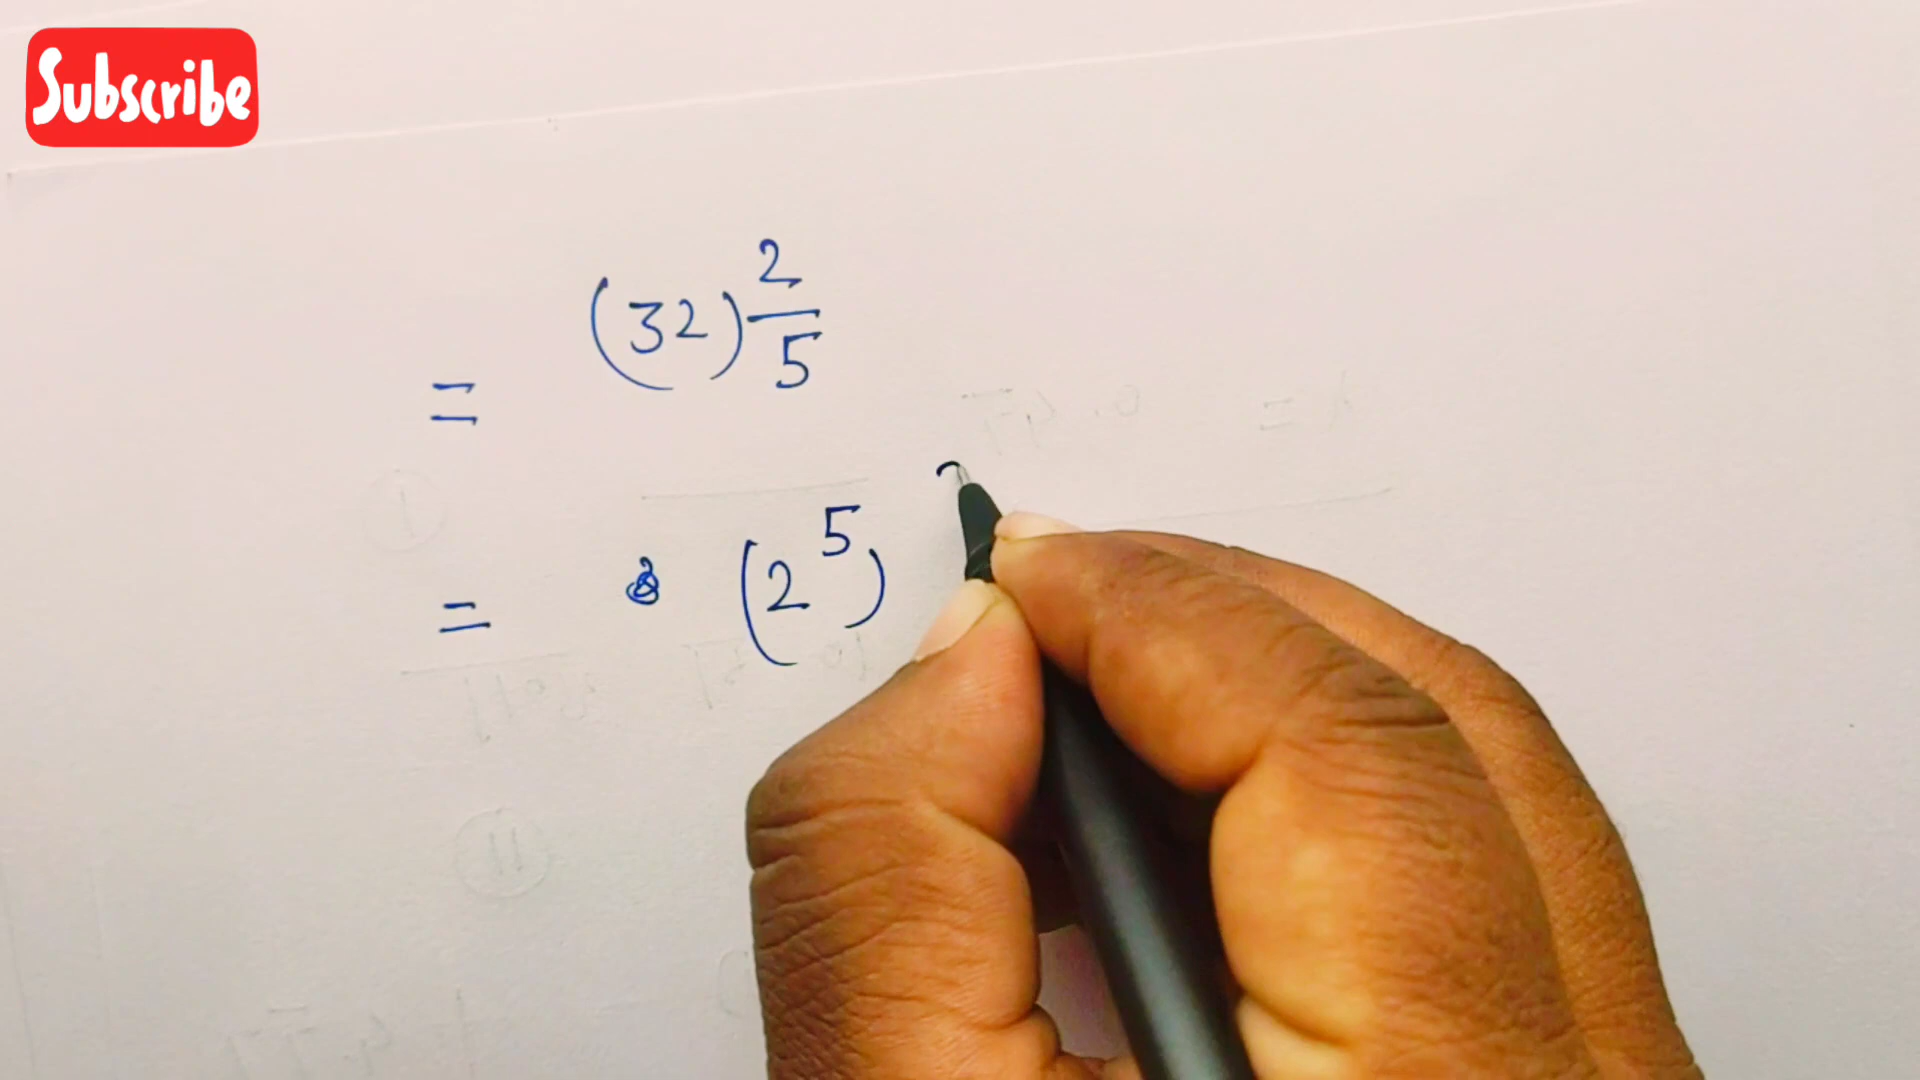 Subscribe
= (32)^(2/5)
= (2^5)